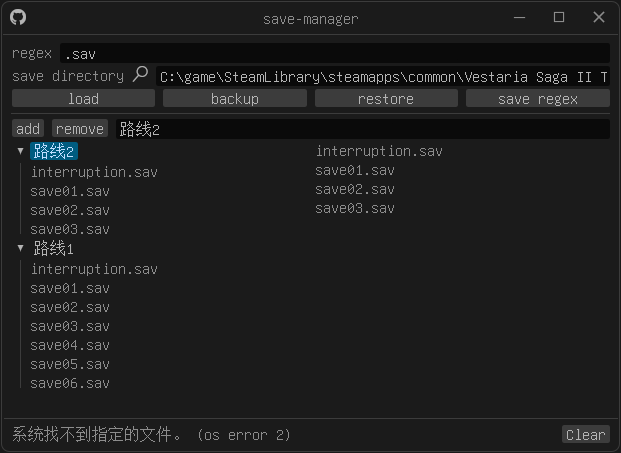 save-manager
regex .sav
save directory C:\game\SteamLibrary\steamapps\common\Vestaria Saga II T
load backup restore save regex
add remove 路线2
▼ 路线2
interruption.sav
save01.sav
save02.sav
save03.sav
▼ 路线1
interruption.sav
save01.sav
save02.sav
save03.sav
save04.sav
save05.sav
save06.sav
interruption.sav
save01.sav
save02.sav
save03.sav
系统找不到指定的文件。 (os error 2)
Clear